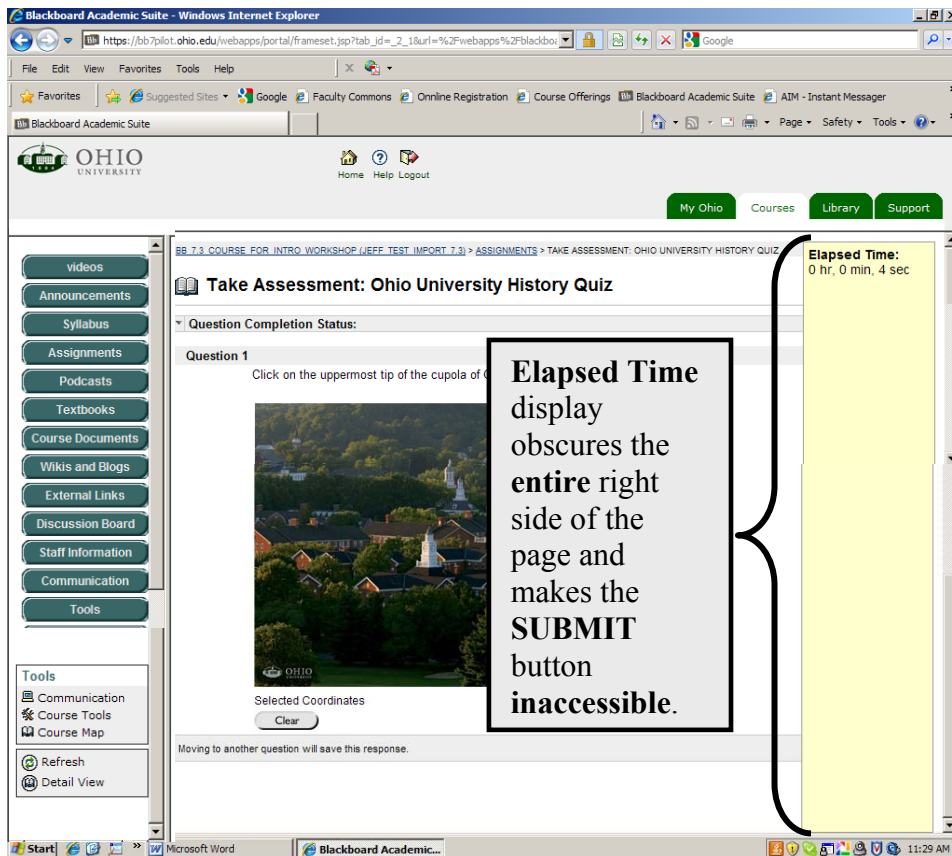 Blackboard Academic Suite - Windows Internet Explorer
https://bb7pilot.ohio.edu/webapps/portal/frameset.jsp?tab_id=_2_1&url=%2Fwebapps%2Fblackbo
Google
File Edit View Favorites Tools Help
Favorites Suggested Sites Google Faculty Commons Onnline Registration Course Offerings Blackboard Academic Suite AIM - Instant Messager
Blackboard Academic Suite
Page Safety Tools
OHIO
UNIVERSITY
Home Help Logout
My Ohio Courses Library Support
videos
Announcements
Syllabus
Assignments
Podcasts
Textbooks
Course Documents
Wikis and Blogs
External Links
Discussion Board
Staff Information
Communication
Tools
Tools
Communication
Course Tools
Course Map
Refresh
Detail View
BB 7.3 COURSE FOR INTRO WORKSHOP (JEFF TEST IMPORT 7.3) > ASSIGNMENTS > TAKE ASSESSMENT: OHIO UNIVERSITY HISTORY QUIZ
Take Assessment: Ohio University History Quiz
Question Completion Status:
Question 1
Click on the uppermost tip of the cupola of
OHIO
Selected Coordinates
Clear
Moving to another question will save this response.
Elapsed Time
display
obscures the
entire right
side of the
page and
makes the
SUBMIT
button
inaccessible.
Elapsed Time:
0 hr, 0 min, 4 sec
Start Microsoft Word Blackboard Academic... 11:29 AM